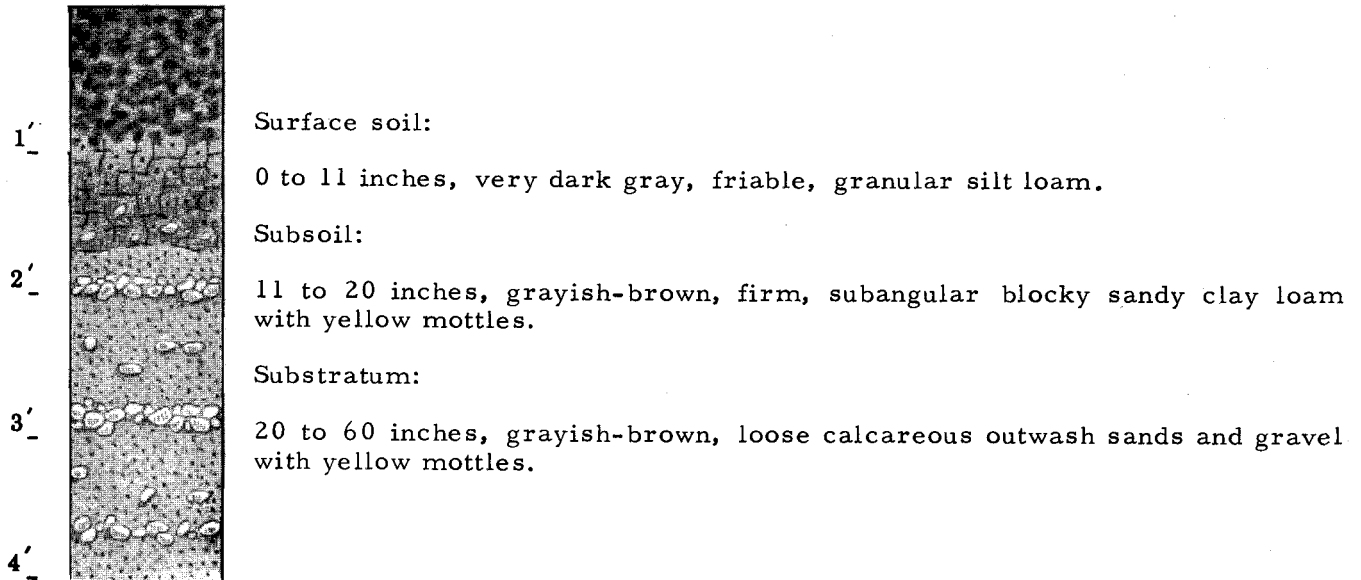 1'
2'
3'
4'
Surface soil:
0 to 11 inches, very dark gray, friable, granular silt loam.
Subsoil:
11 to 20 inches, grayish-brown, firm, subangular blocky sandy clay loam
with yellow mottles.
Substratum:
20 to 60 inches, grayish-brown, loose calcareous outwash sands and gravel
with yellow mottles.